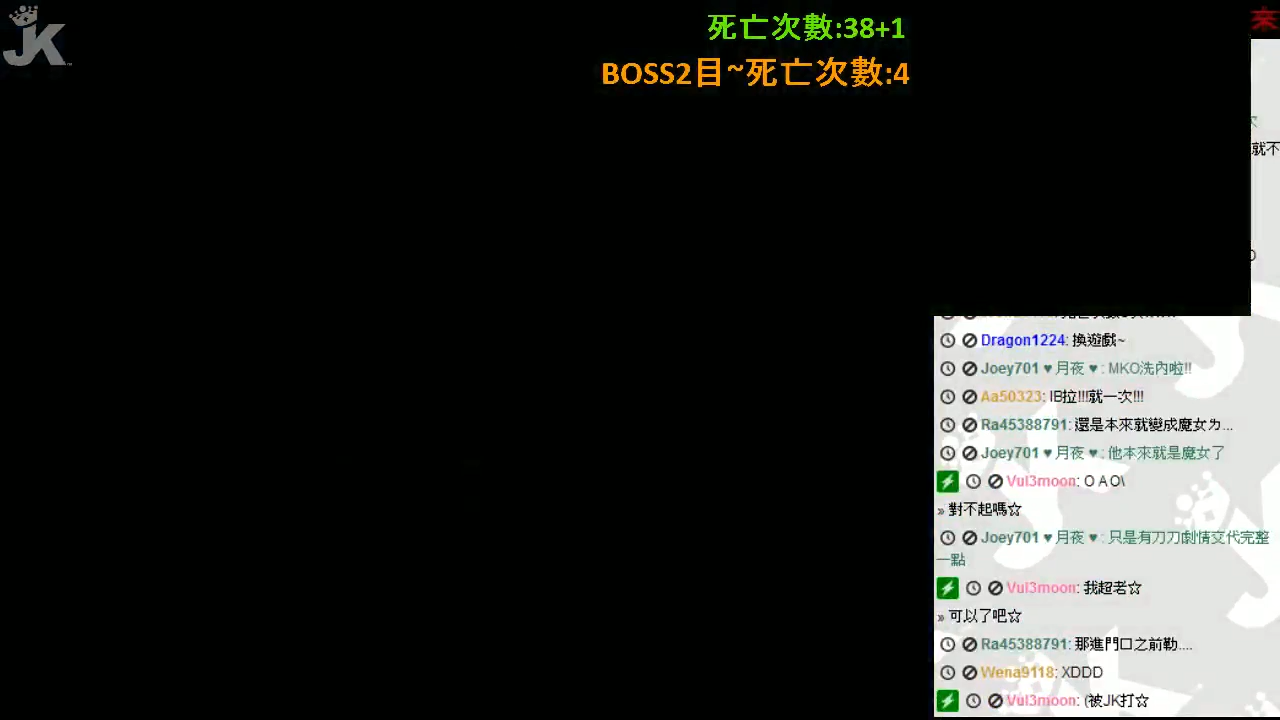 JK
死亡次數:38+1
BOSS2目~死亡次數:4
來
就不
Dragon1224: 換遊戲~
Joey701 ♥ 月夜 ♥ : MKO洗內啦!!
Aa50323: IB拉!!!就一次!!!
Ra45388791: 還是本來就變成魔女ㄌ...
Joey701 ♥ 月夜 ♥ : 他本來就是魔女了
Vul3moon: O A O\
» 對不起嗎☆
Joey701 ♥ 月夜 ♥ : 只是有刀刀劇情交代完整
一點
Vul3moon: 我超老☆
» 可以了吧☆
Ra45388791: 那進門口之前勒....
Wena9118: XDDD
Vul3moon: (被JK打☆